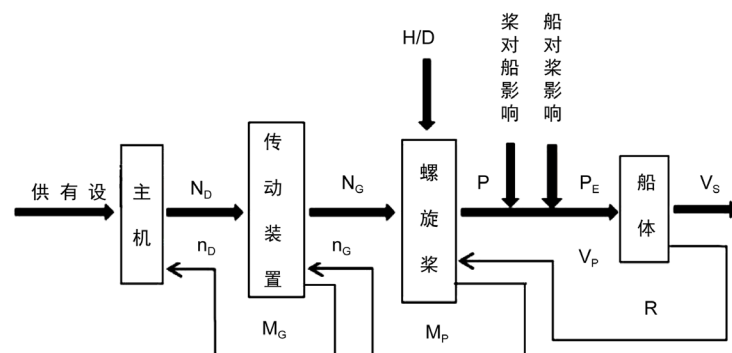 H/D
桨对船影响
船对桨影响
供有设
主机
N_D
n_D
传动装置
N_G
n_G
螺旋桨
P
P_E
V_P
船体
V_S
M_G
M_P
R